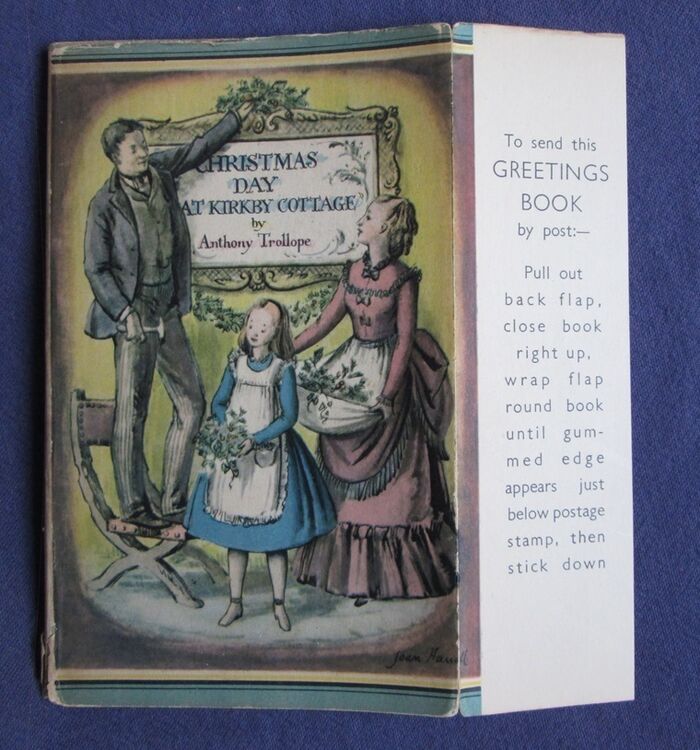 CHRISTMAS
DAY
AT KIRKBY COTTAGE
by
Anthony Trollope
To send this
GREETINGS
BOOK
by post:—
Pull out
back flap,
close book
right up,
wrap flap
round book
until gum-
med edge
appears just
below postage
stamp, then
stick down
Joan